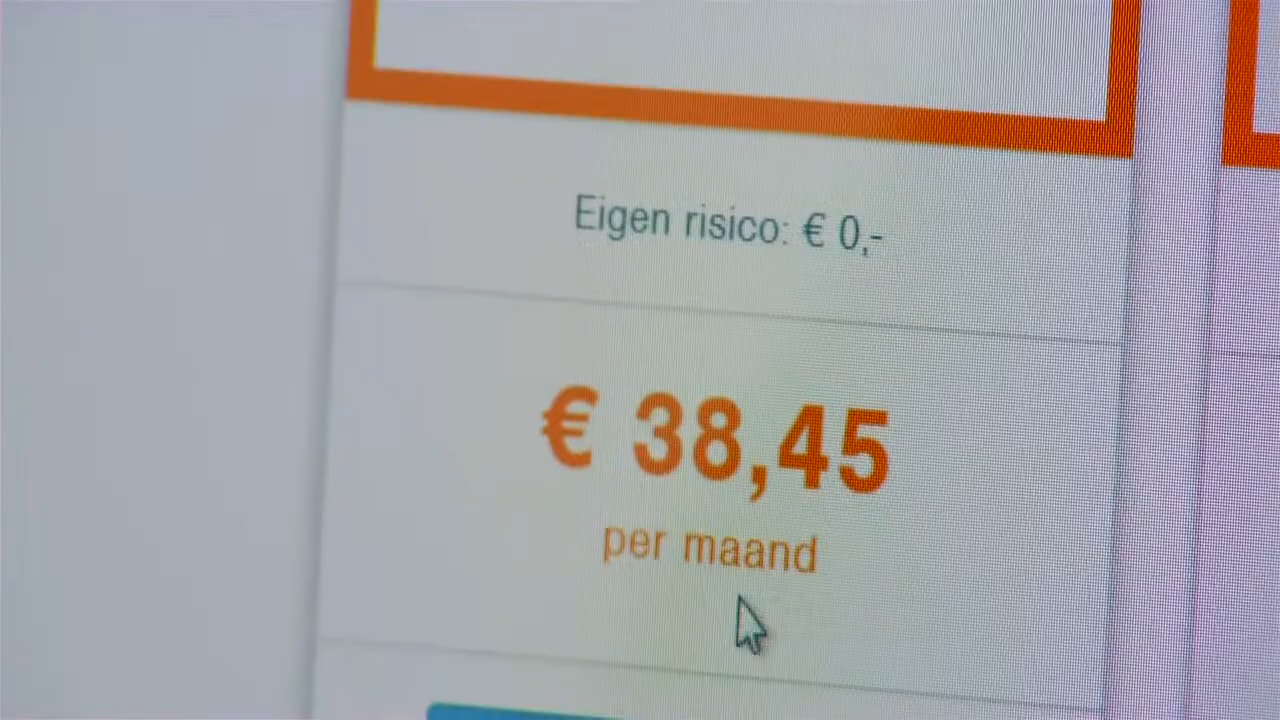 Eigen risico: € 0,-
€ 38,45
per maand